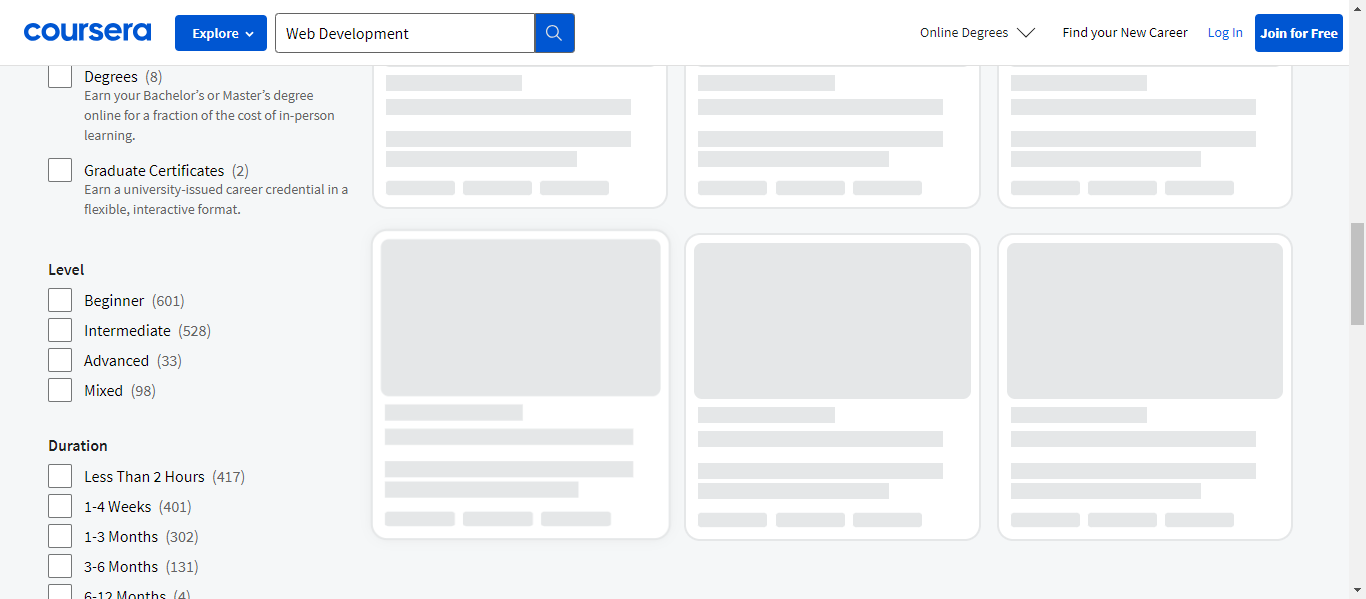 coursera
Explore
Web Development
Online Degrees
Find your New Career
Log In
Join for Free
Degrees (8)
Earn your Bachelor's or Master's degree
online for a fraction of the cost of in-person
learning.
Graduate Certificates (2)
Earn a university-issued career credential in a
flexible, interactive format.
Level
Beginner (601)
Intermediate (528)
Advanced (33)
Mixed (98)
Duration
Less Than 2 Hours (417)
1-4 Weeks (401)
1-3 Months (302)
3-6 Months (131)
6-12 Months (4)